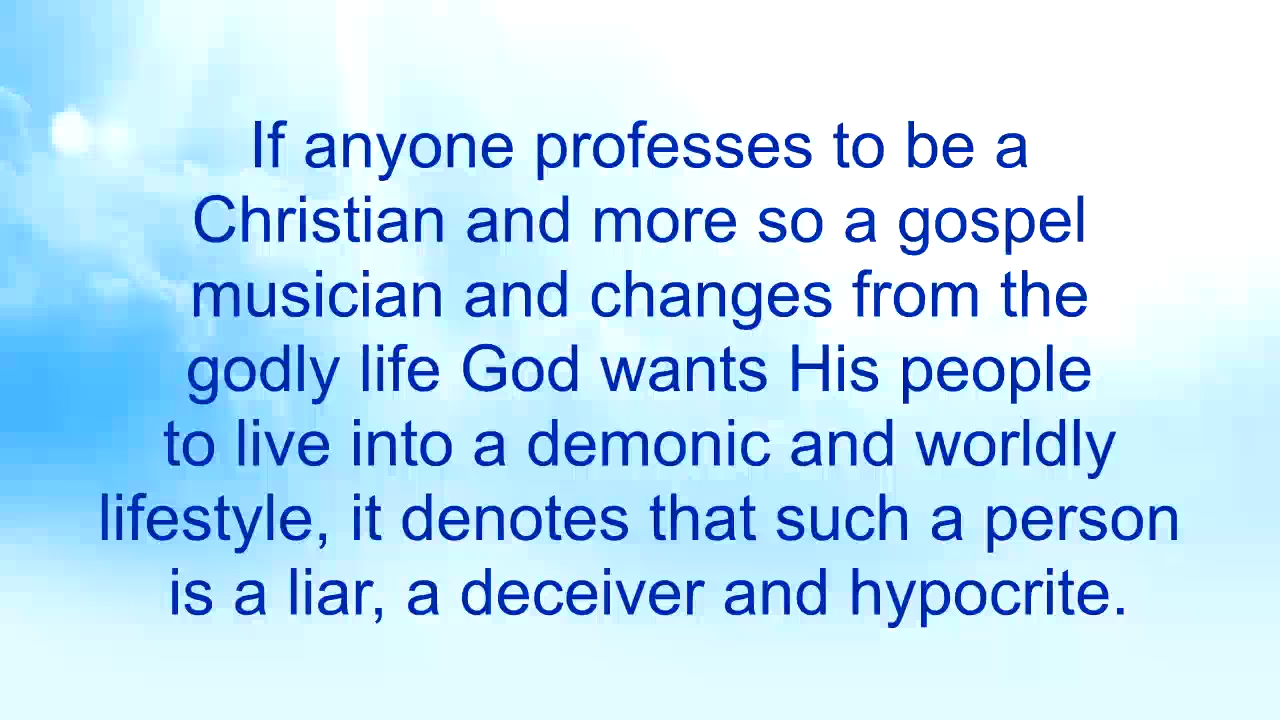 If anyone professes to be a
Christian and more so a gospel
musician and changes from the
godly life God wants His people
to live into a demonic and worldly
lifestyle, it denotes that such a person
is a liar, a deceiver and hypocrite.